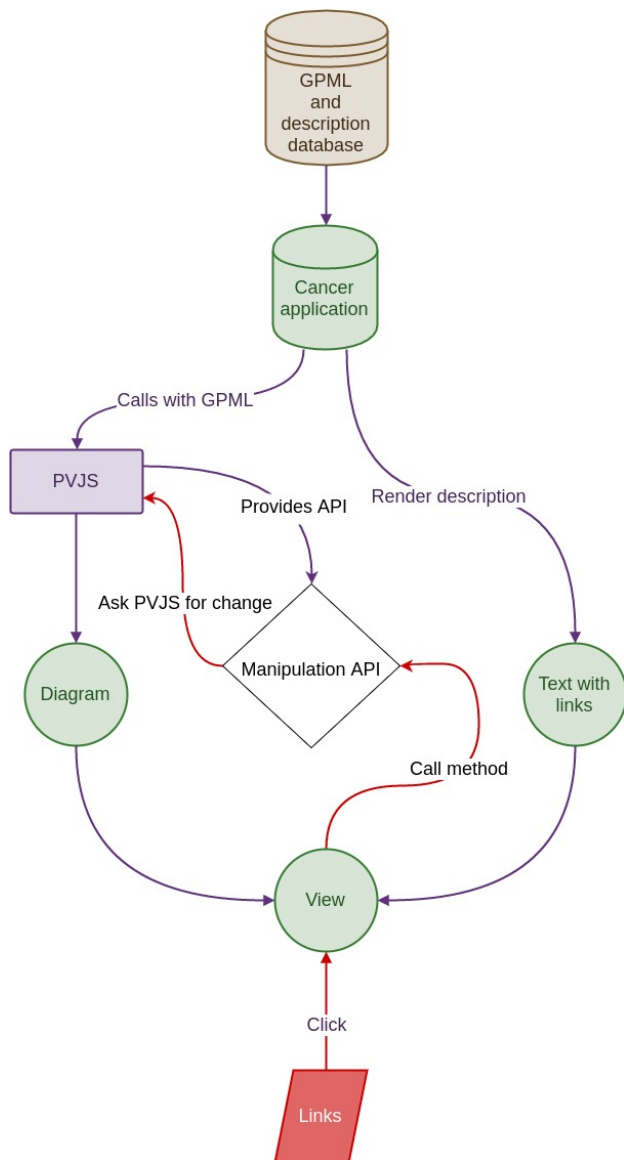 GPML
and
description
database
Cancer
application
Calls with GPML
PVJS
Provides API
Render description
Ask PVJS for change
Manipulation API
Diagram
Text with
links
Call method
View
Click
Links